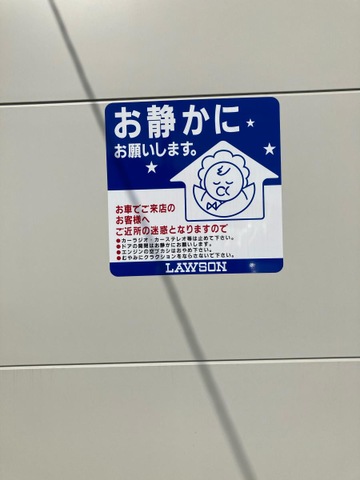 お静かに
お願いします。
お車でご来店の
お客様へ
ご近所の迷惑となりますので
●カーラジオ・カーステレオ等は止めて下さい。
●ドアの開閉はお静かにお願いします。
●エンジンの空ブカシはおやめ下さい。
●むやみにクラクションをならさないで下さい。
LAWSON